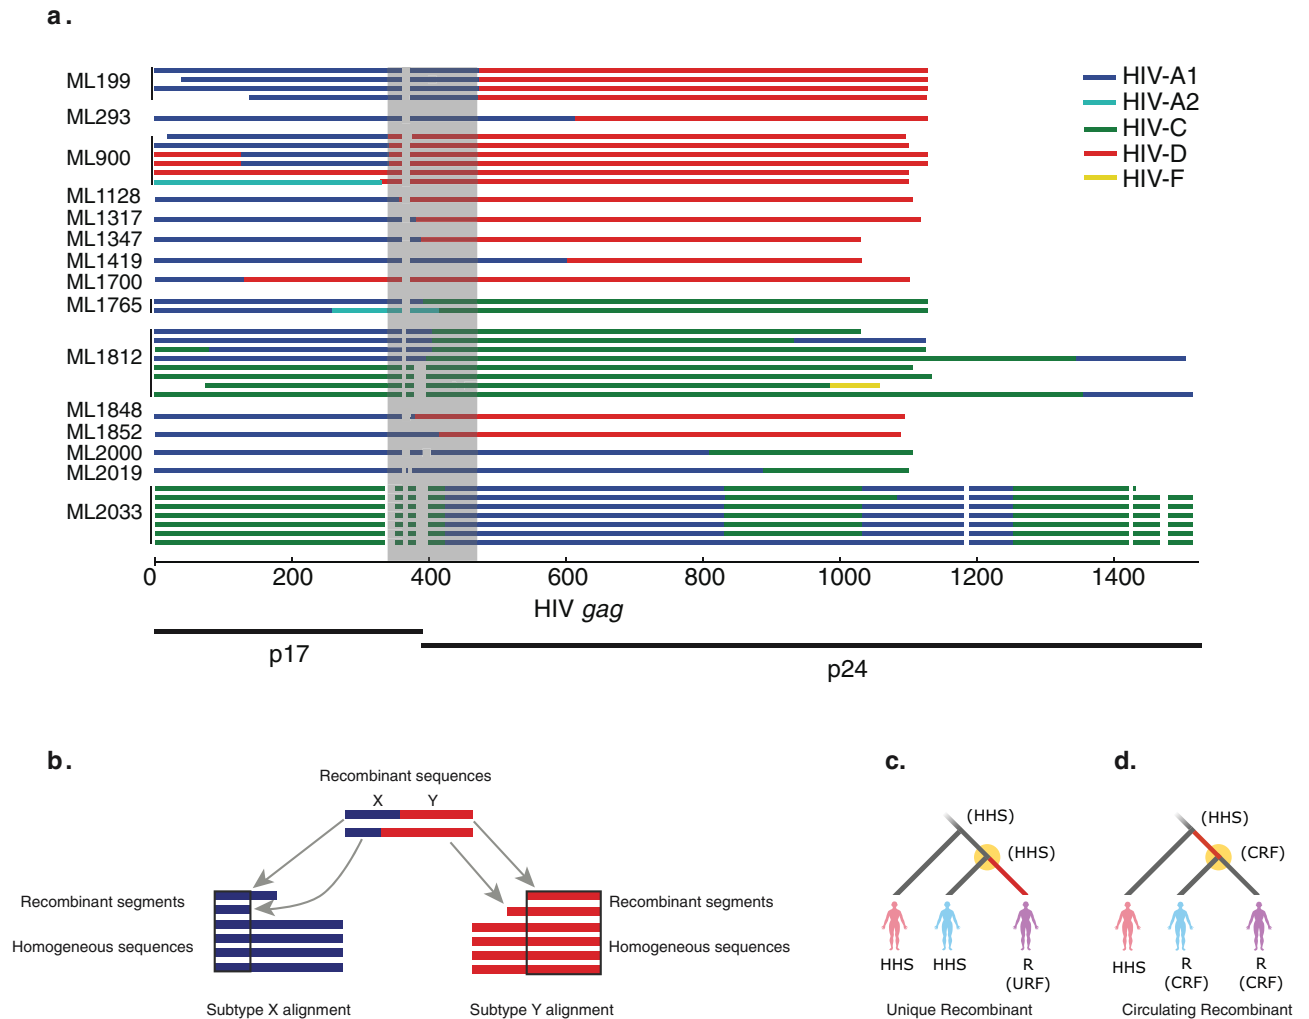 a.
ML199
ML293
ML900
ML1128
ML1317
ML1347
ML1419
ML1700
ML1765
ML1812
ML1848
ML1852
ML2000
ML2019
ML2033
HIV-A1
HIV-A2
HIV-C
HIV-D
HIV-F
0 200 400 600 800 1000 1200 1400
HIV gag
p17
p24
b.
Recombinant sequences
X Y
Recombinant segments
Homogeneous sequences
Subtype X alignment
Recombinant segments
Homogeneous sequences
Subtype Y alignment
c.
(HHS)
(HHS)
HHS HHS R
(URF)
Unique Recombinant
d.
(HHS)
(CRF)
HHS R R
(CRF) (CRF)
Circulating Recombinant